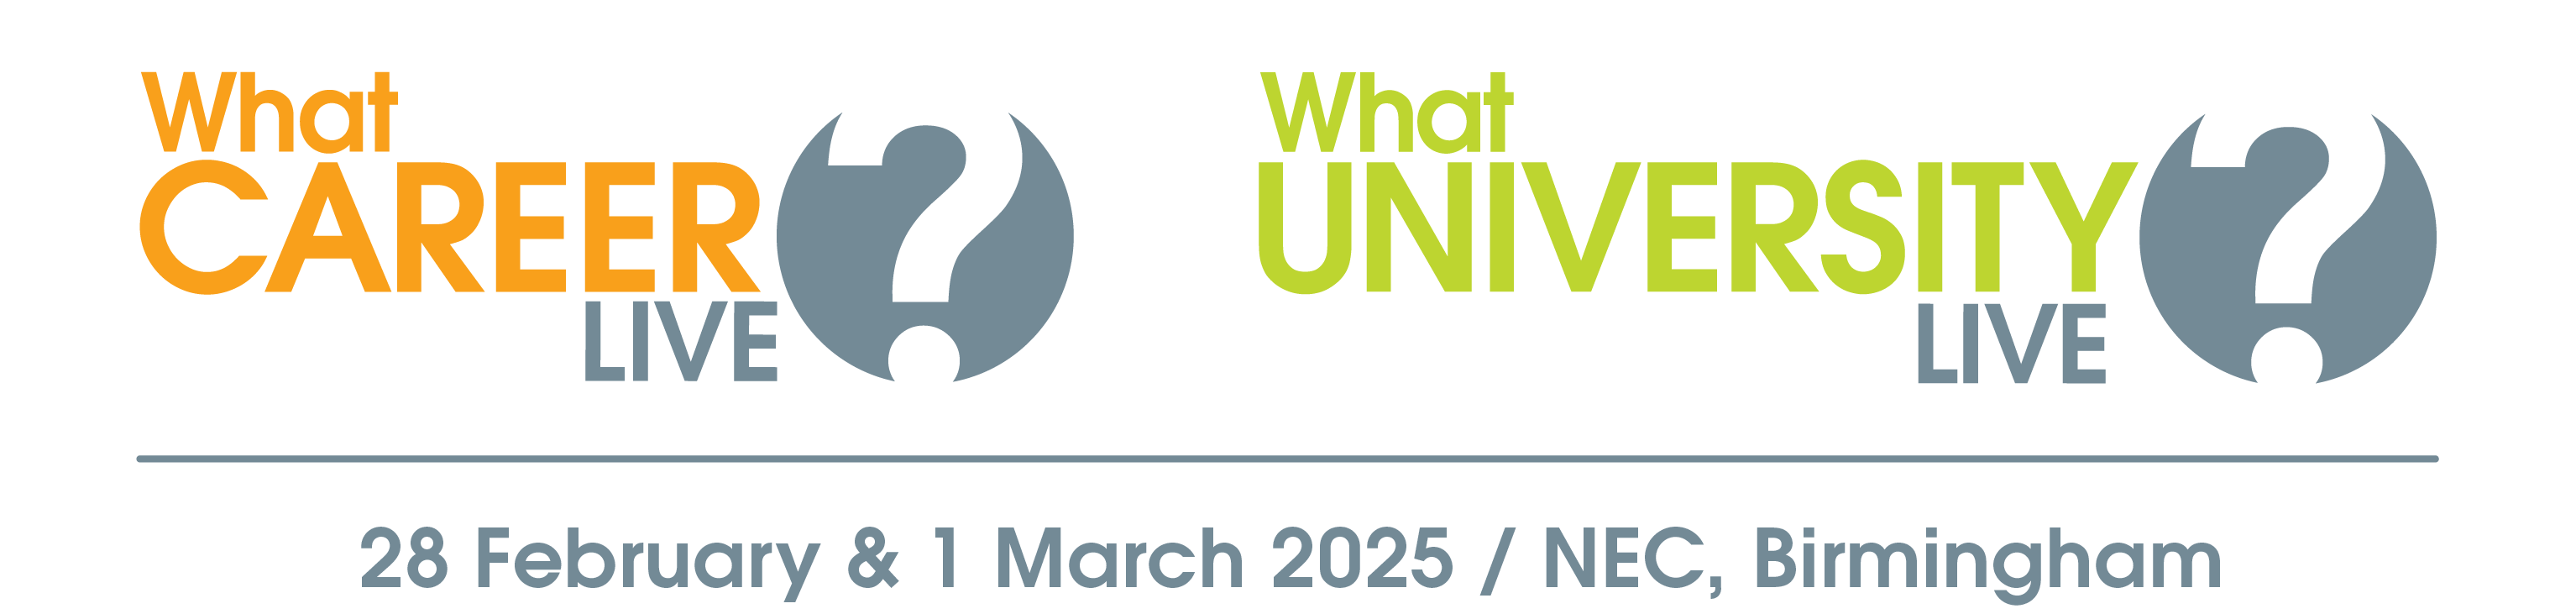 What
CAREER
LIVE
?
What
UNIVERSITY
LIVE
?
28 February & 1 March 2025 / NEC, Birmingham